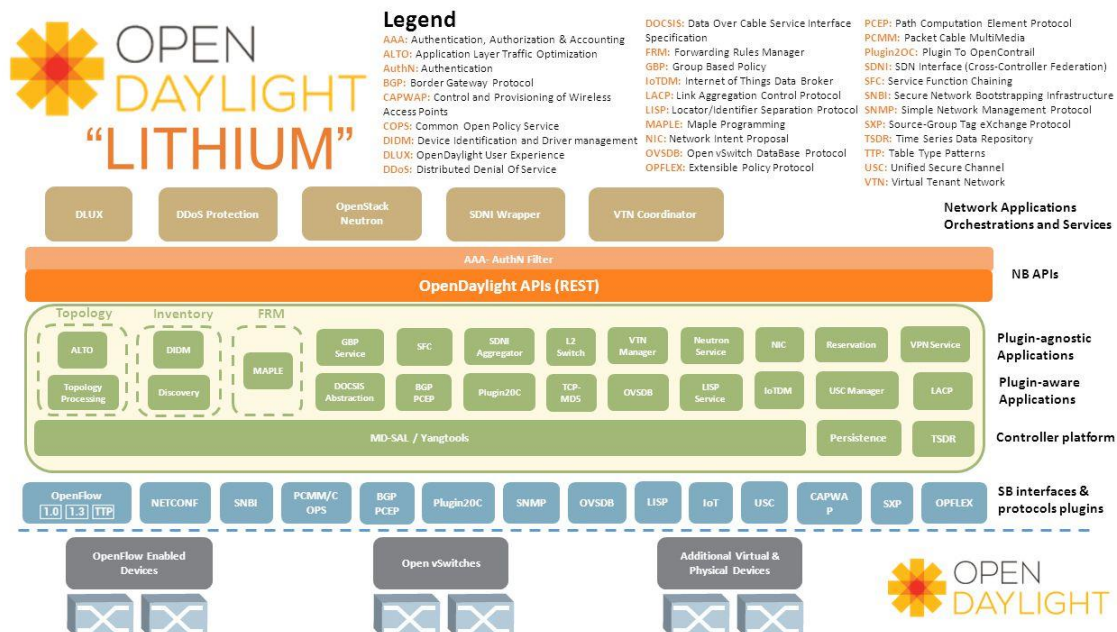 OPEN
DAYLIGHT
"LITHIUM"
Legend
AAA: Authentication, Authorization & Accounting
ALTO: Application Layer Traffic Optimization
AuthN: Authentication
BGP: Border Gateway Protocol
CAPWAP: Control and Provisioning of Wireless
Access Points
COPS: Common Open Policy Service
DIDM: Device Identification and Driver management
DLUX: OpenDaylight User Experience
DDoS: Distributed Denial Of Service
DOCSIS: Data Over Cable Service Interface
Specification
FRM: Forwarding Rules Manager
GBP: Group Based Policy
IoTDM: Internet of Things Data Broker
LACP: Link Aggregation Control Protocol
LISP: Locator/Identifier Separation Protocol
MAPLE: Maple Programming
NIC: Network Intent Proposal
OVSDB: Open vSwitch DataBase Protocol
OPFLEX: Extensible Policy Protocol
PCEP: Path Computation Element Protocol
PCMM: Packet Cable MultiMedia
Plugin2OC: Plugin To OpenContrail
SDNI: SDN Interface (Cross-Controller Federation)
SFC: Service Function Chaining
SNBI: Secure Network Bootstrapping Infrastructure
SNMP: Simple Network Management Protocol
SXP: Source-Group Tag eXchange Protocol
TSDR: Time Series Data Repository
TTP: Table Type Patterns
USC: Unified Secure Channel
VTN: Virtual Tenant Network
DLUX
DDoS Protection
OpenStack
Neutron
SDNI Wrapper
VTN Coordinator
Network Applications
Orchestrations and Services
AAA- AuthN Filter
OpenDaylight APIs (REST)
NB APIs
Topology
Inventory
FRM
ALTO
DIDM
MAPLE
Topology
Processing
Discovery
GBP
Service
SFC
SDNI
Aggregator
L2
Switch
VTN
Manager
Neutron
Service
NIC
Reservation
VPN Service
Plugin-agnostic
Applications
DOCSIS
Abstraction
BGP
PCEP
Plugin20C
TCP-
MD5
OVSDB
LISP
Service
IoTDM
USC Manager
LACP
Plugin-aware
Applications
MD-SAL / Yangtools
Persistence
TSDR
Controller platform
OpenFlow
1.0 1.3 TTP
NETCONF
SNBI
PCMM/C
OPS
BGP
PCEP
Plugin20C
SNMP
OVSDB
LISP
IoT
USC
CAPWA
P
SXP
OPFLEX
SB interfaces &
protocols plugins
OpenFlow Enabled
Devices
Open vSwitches
Additional Virtual &
Physical Devices
OPEN
DAYLIGHT